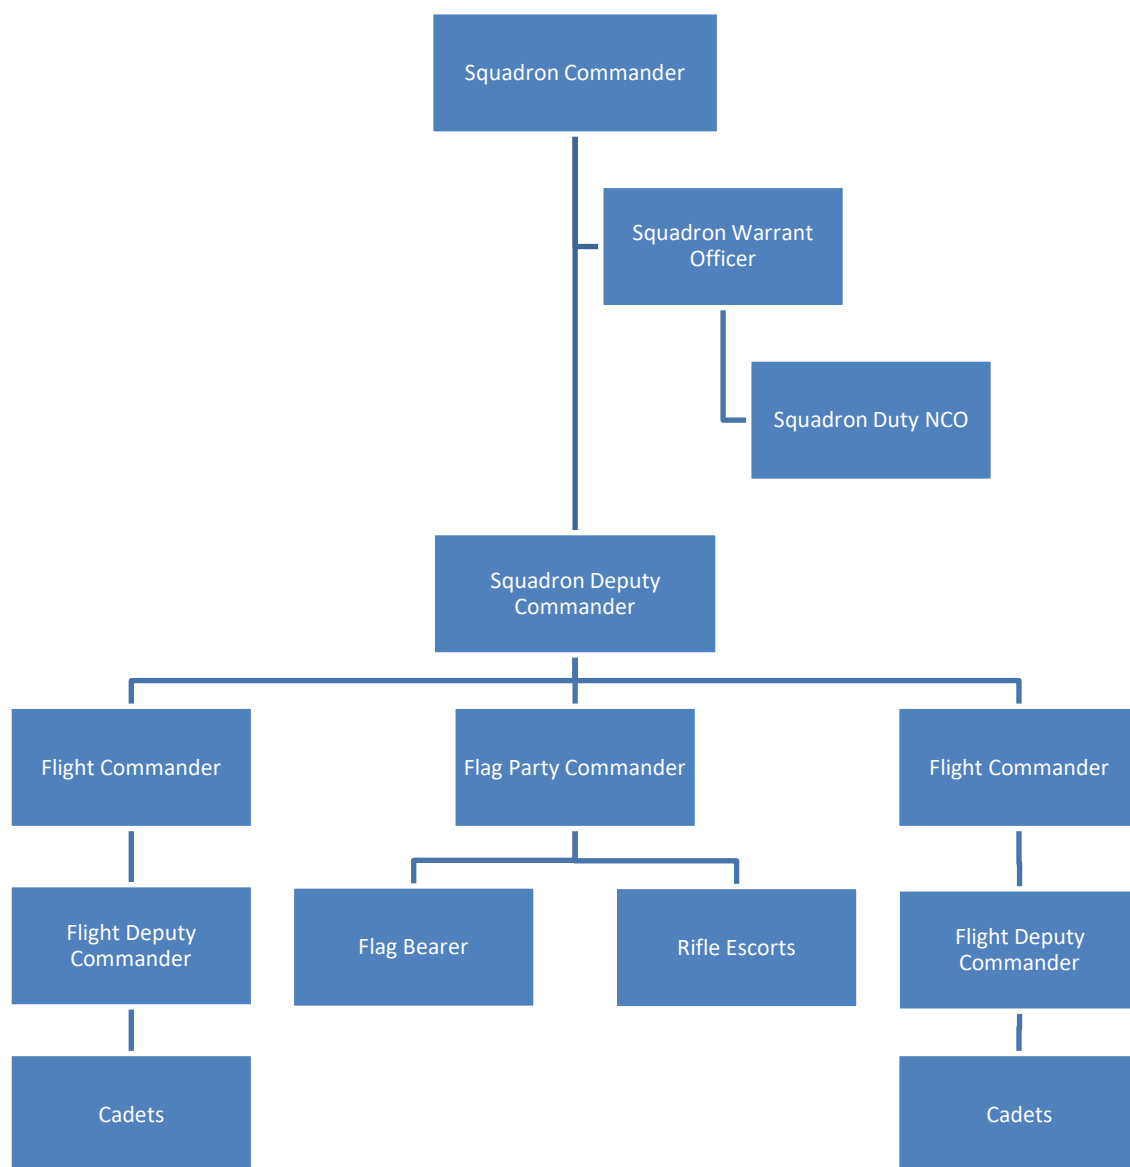 Squadron Commander
Squadron Warrant
Officer
Squadron Duty NCO
Squadron Deputy
Commander
Flight Commander
Flag Party Commander
Flight Commander
Flight Deputy
Commander
Flag Bearer
Rifle Escorts
Flight Deputy
Commander
Cadets
Cadets